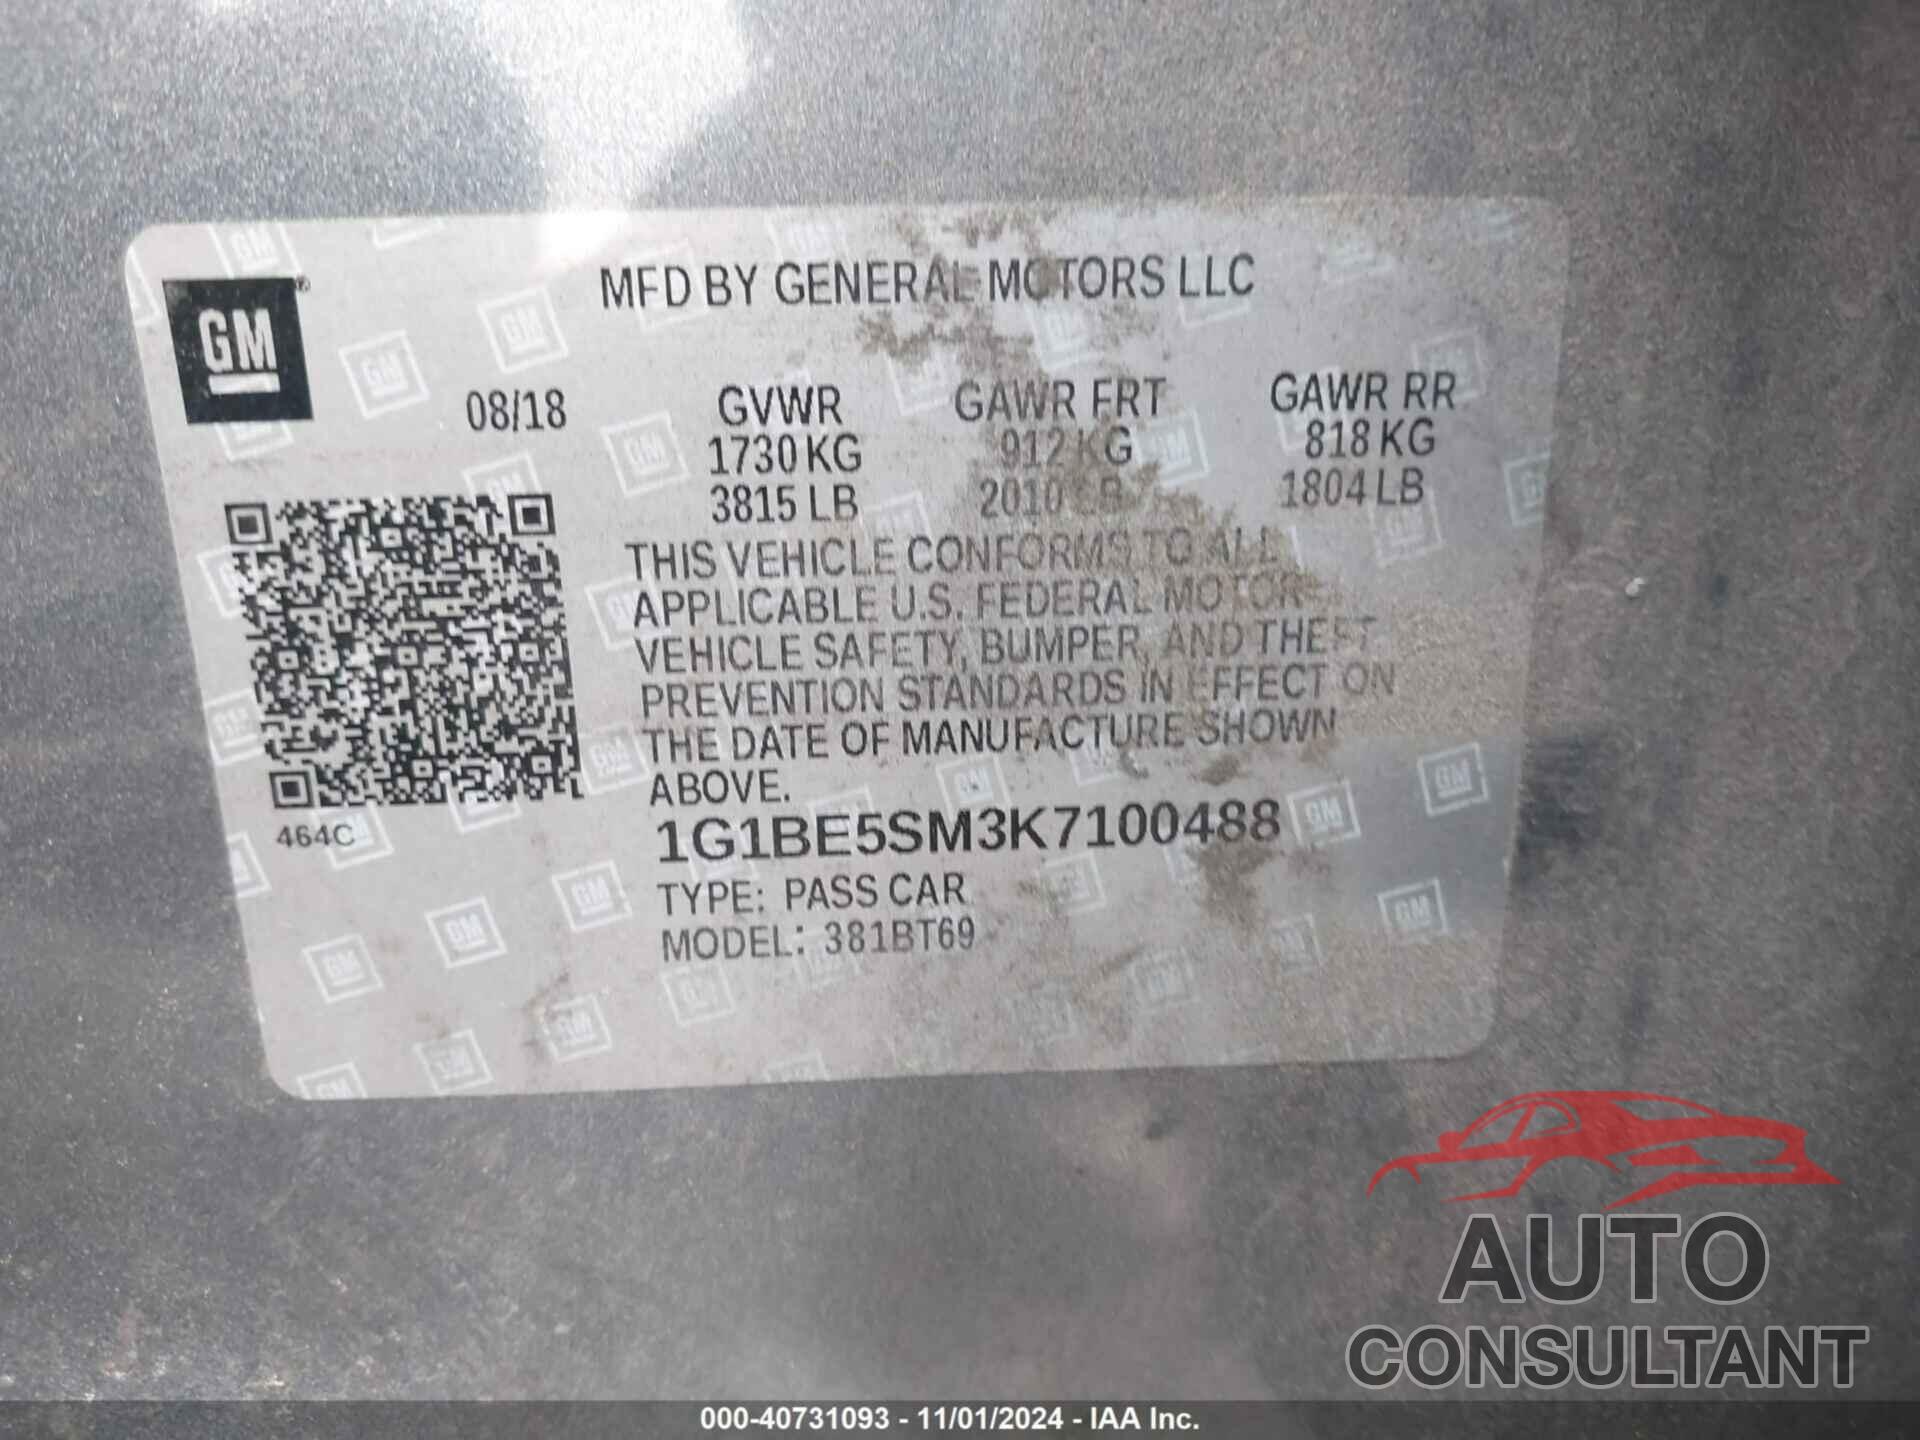 MFD BY GENERAL MOTORS LLC
GM
08/18 GVWR GAWR FRT GAWR RR
1730 KG 912 KG 818 KG
3815 LB 2010 LB 1804 LB
THIS VEHICLE CONFORMS TO ALL
APPLICABLE U.S. FEDERAL MOTOR
VEHICLE SAFETY, BUMPER, AND THEFT
PREVENTION STANDARDS IN EFFECT ON
THE DATE OF MANUFACTURE SHOWN
ABOVE.
464C
1G1BE5SM3K7100488
TYPE: PASS CAR
MODEL: 381BT69
AUTO
CONSULTANT
000-40731093 - 11/01/2024 - IAA Inc.